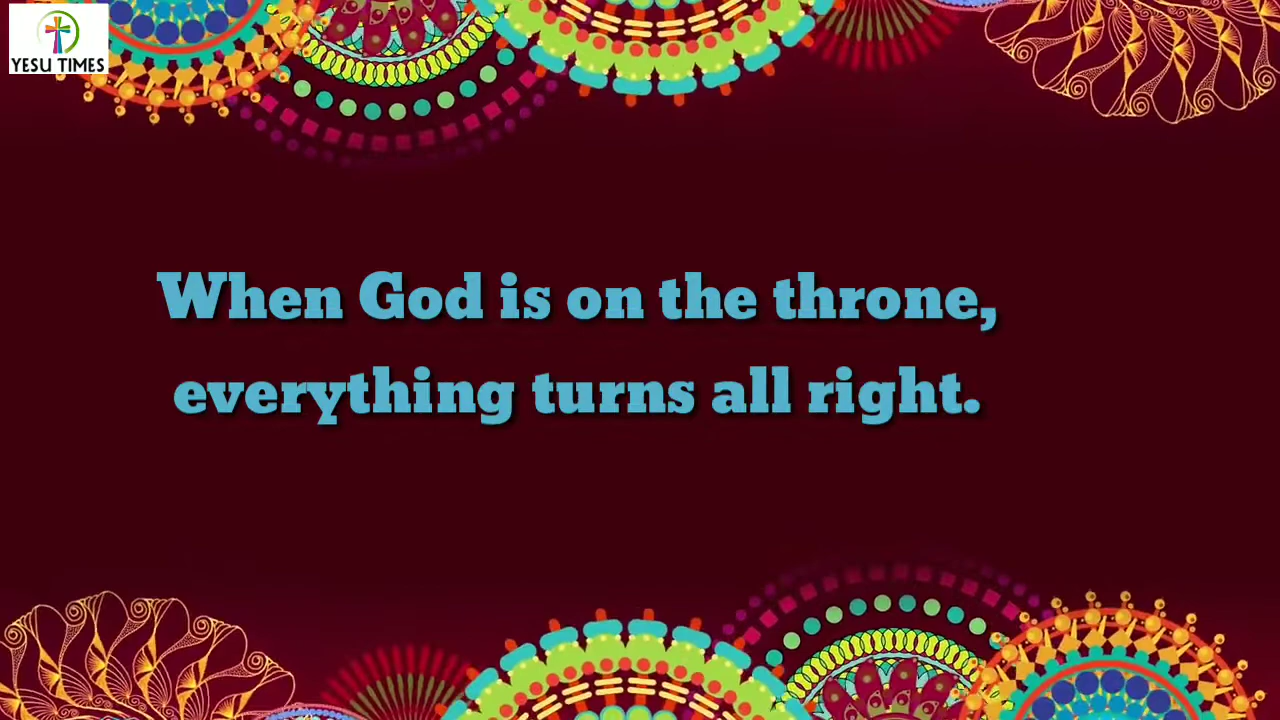 YESU TIMES
When God is on the throne,
everything turns all right.